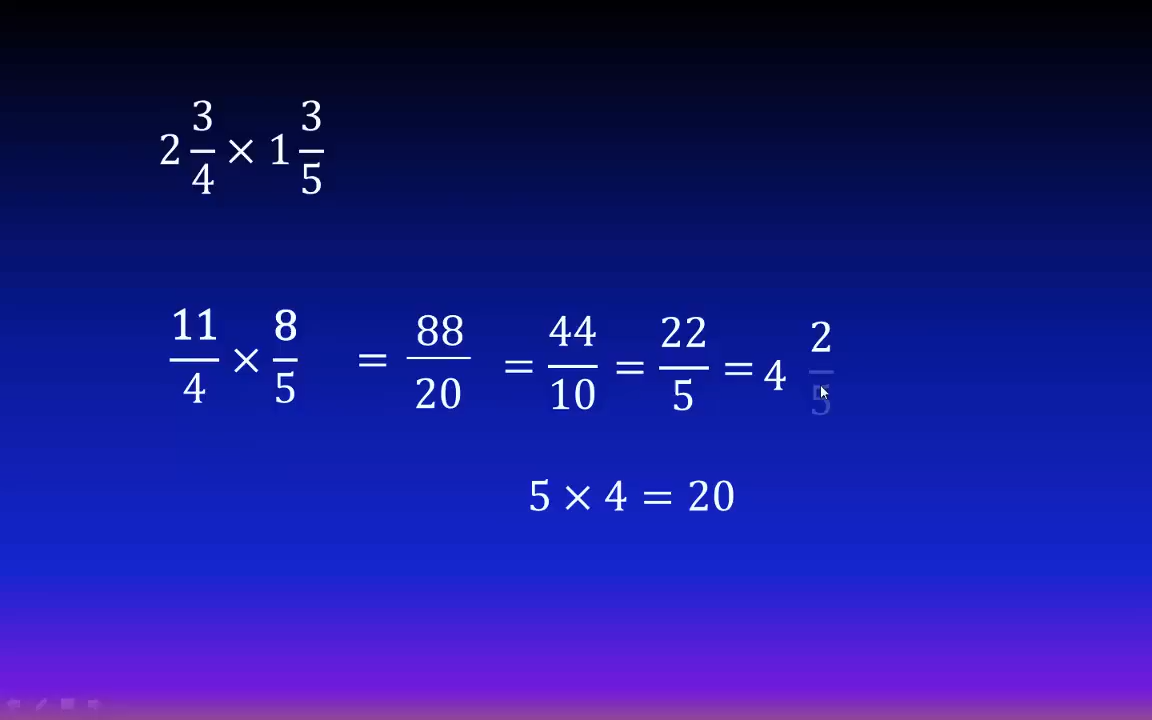 2 3/4 × 1 3/5
11/4 × 8/5 = 88/20 = 44/10 = 22/5 = 4 2/5
5 × 4 = 20